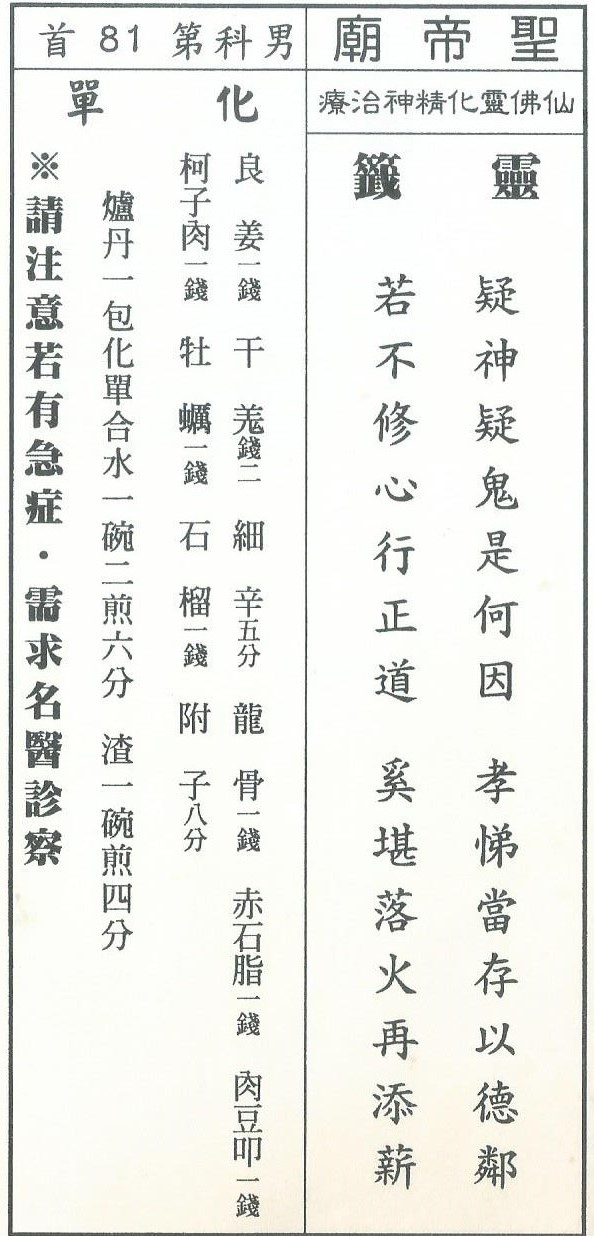 聖帝廟
仙佛靈化精神治療
靈籤
疑神疑鬼是何因 孝悌當存以德鄰
若不修心行正道 奚堪落火再添薪
男科第81首
化單
良姜一錢 干羗錢二 細辛五分 龍骨一錢 赤石脂一錢 肉豆叩一錢
柯子肉一錢 牡蠣一錢 石榴一錢 附子八分
爐丹一包化單合水一碗二煎六分 渣一碗煎四分
※請注意若有急症・需求名醫診察